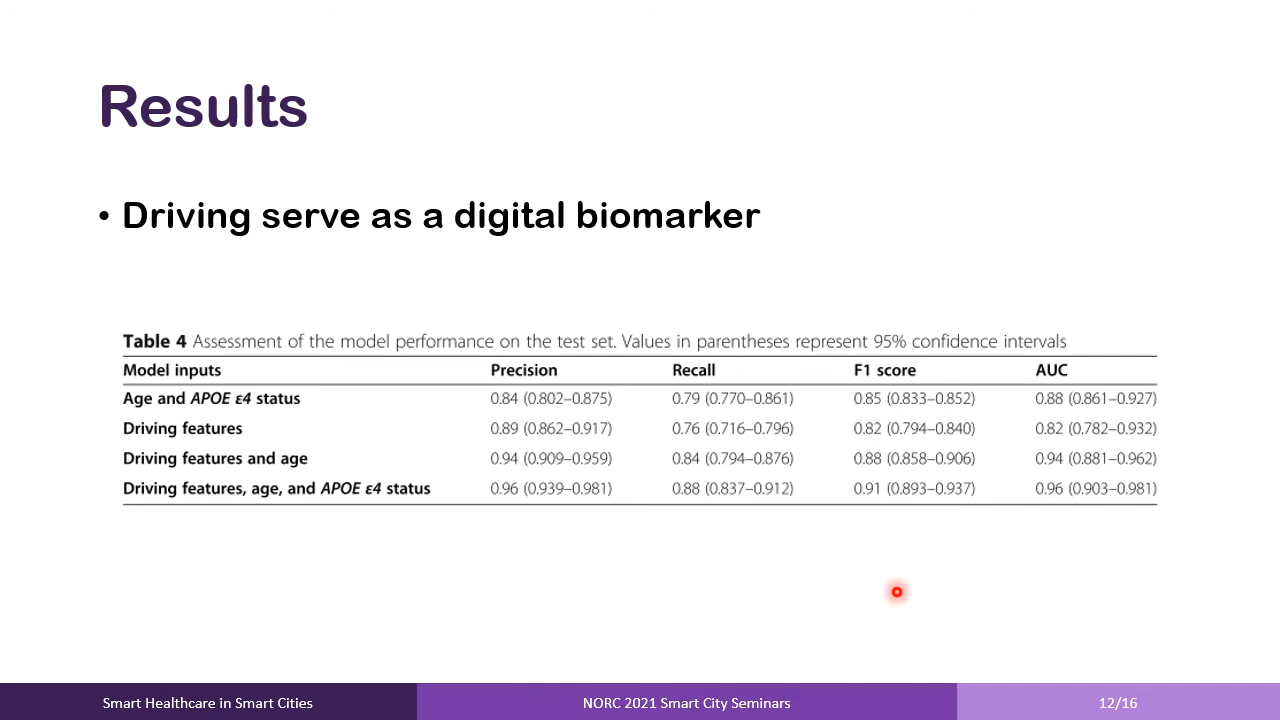 Results
• Driving serve as a digital biomarker
Table 4 Assessment of the model performance on the test set. Values in parentheses represent 95% confidence intervals
Model inputs Precision Recall F1 score AUC
Age and APOE ε4 status 0.84 (0.802–0.875) 0.79 (0.770–0.861) 0.85 (0.833–0.852) 0.88 (0.861–0.927)
Driving features 0.89 (0.862–0.917) 0.76 (0.716–0.796) 0.82 (0.794–0.840) 0.82 (0.782–0.932)
Driving features and age 0.94 (0.909–0.959) 0.84 (0.794–0.876) 0.88 (0.858–0.906) 0.94 (0.881–0.962)
Driving features, age, and APOE ε4 status 0.96 (0.939–0.981) 0.88 (0.837–0.912) 0.91 (0.893–0.937) 0.96 (0.903–0.981)
Smart Healthcare in Smart Cities NORC 2021 Smart City Seminars 12/16